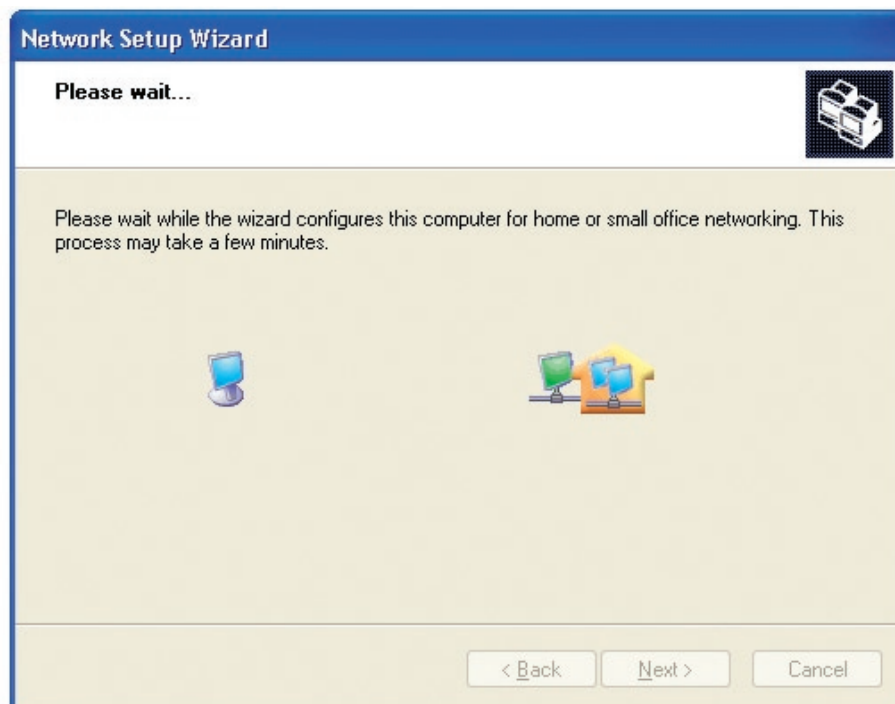 Network Setup Wizard
Please wait...
Please wait while the wizard configures this computer for home or small office networking. This
process may take a few minutes.
< Back
Next >
Cancel